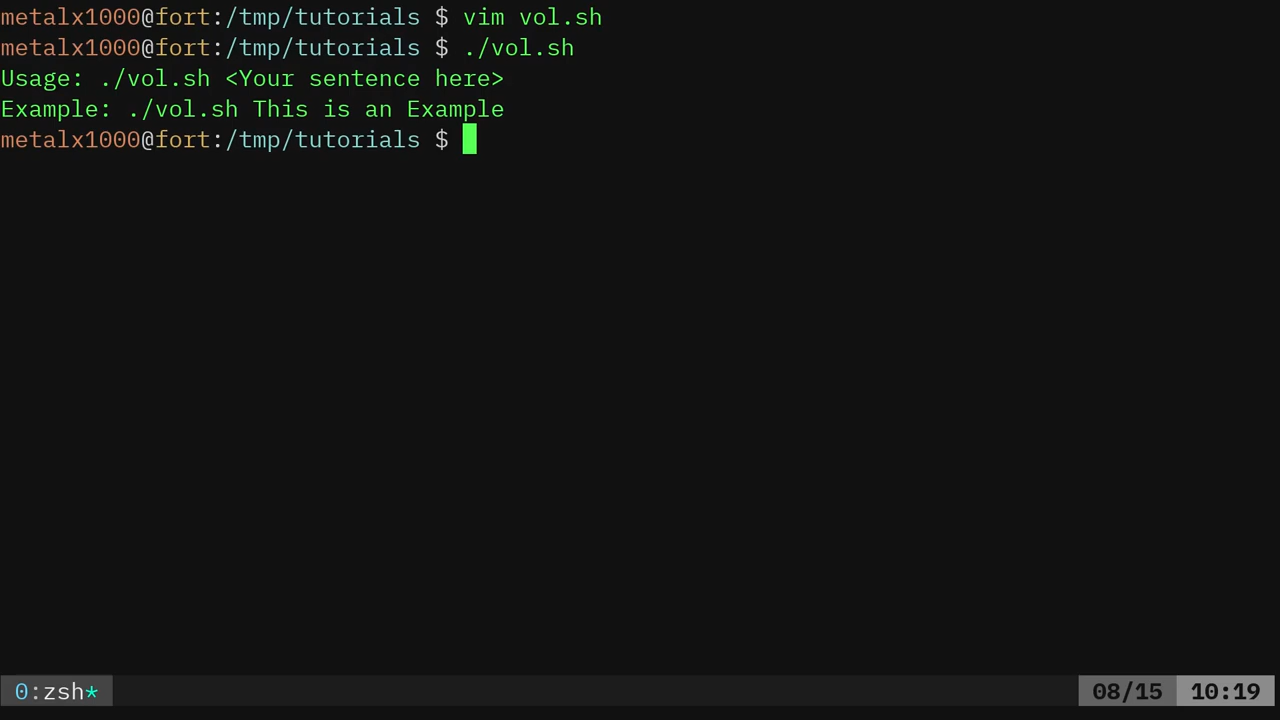 metalx1000@fort:/tmp/tutorials $ vim vol.sh
metalx1000@fort:/tmp/tutorials $ ./vol.sh
Usage: ./vol.sh <Your sentence here>
Example: ./vol.sh This is an Example
metalx1000@fort:/tmp/tutorials $
0:zsh* 08/15 10:19